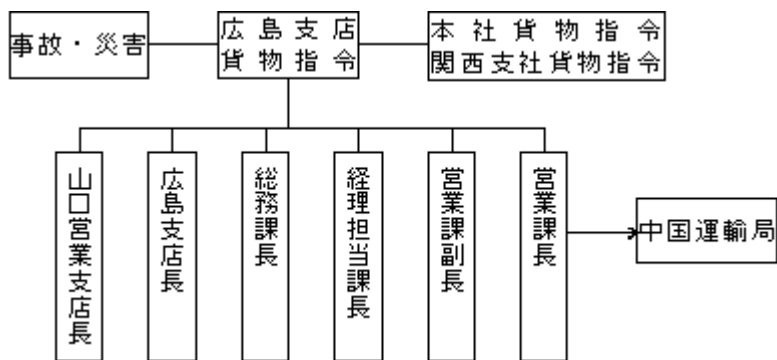 事故・災害
広島支店
貨物指令
本社貨物指令
関西支社貨物指令
山口営業支店長
広島支店長
総務課長
経理担当課長
営業課副長
営業課長
中国運輸局